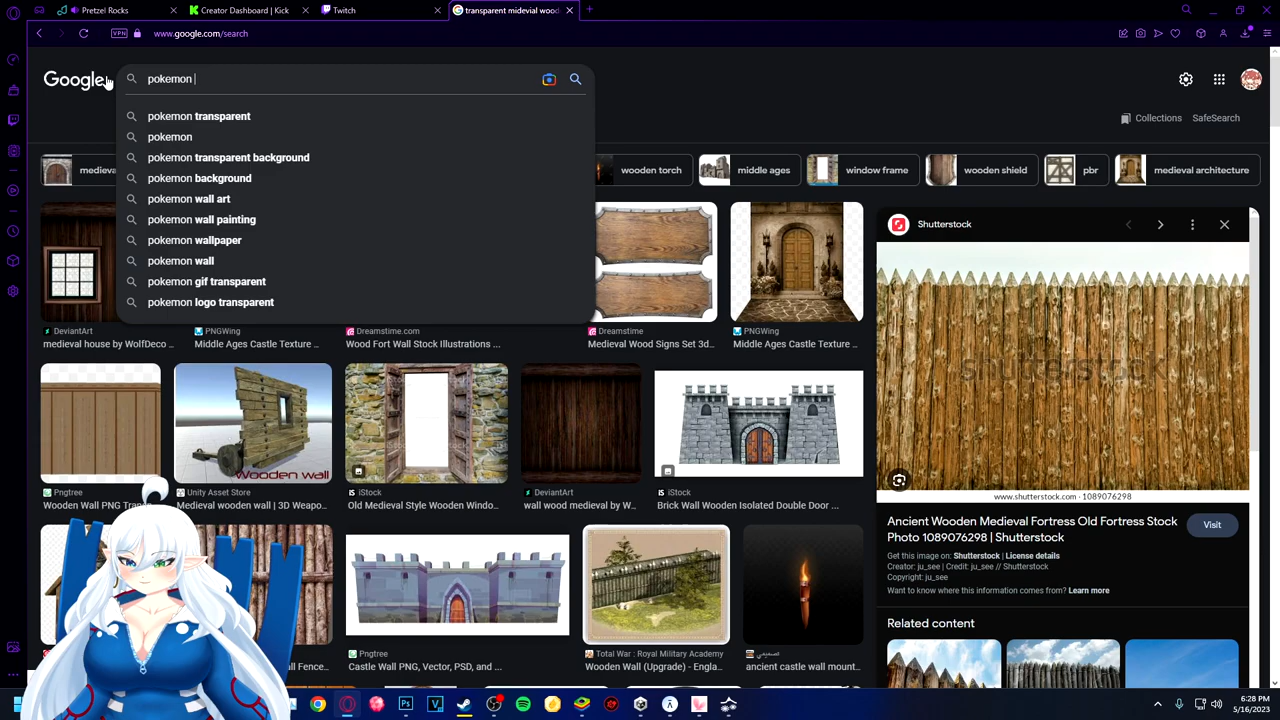 Pretzel Rocks
Creator Dashboard | Kick
Twitch
transparent midevial wood
VPN
www.google.com/search
Google
pokemon
Collections
SafeSearch
pokemon transparent
pokemon
pokemon transparent background
pokemon background
pokemon wall art
pokemon wall painting
pokemon wallpaper
pokemon wall
pokemon gif transparent
pokemon logo transparent
wooden torch
middle ages
window frame
wooden shield
pbr
medieval architecture
Shutterstock
DeviantArt
medieval house by WolfDeco ...
PNGWing
Middle Ages Castle Texture ...
Dreamstime.com
Wood Fort Wall Stock Illustrations ...
Dreamstime
Medieval Wood Signs Set 3d...
PNGWing
Middle Ages Castle Texture ...
shutterstock
www.shutterstock.com · 1089076298
Wooden wall
Pngtree
Wooden Wall PNG
Unity Asset Store
Medieval wooden wall | 3D Weapo...
iStock
Old Medieval Style Wooden Windo...
DeviantArt
wall wood medieval by W...
iStock
Brick Wall Wooden Isolated Double Door ...
Ancient Wooden Medieval Fortress Old Fortress Stock
Photo 1089076298 | Shutterstock
Visit
Get this image on: Shutterstock | License details
Creator: ju_see | Credit: ju_see // Shutterstock
Copyright: ju_see
Want to know where this information comes from? Learn more
Related content
Fence...
Pngtree
Castle Wall PNG, Vector, PSD, and ...
Total War : Royal Military Academy
Wooden Wall (Upgrade) - Engla...
ancient castle wall mount...
6:28 PM
5/16/2023